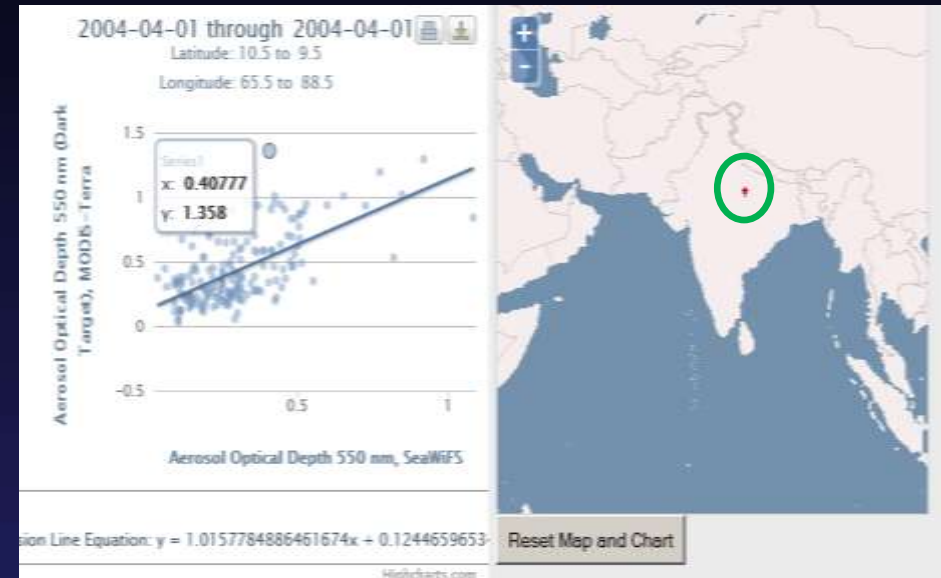 2004-04-01 through 2004-04-01
Latitude: 10.5 to 9.5
Longitude: 65.5 to 88.5
Aerosol Optical Depth 550 nm (Dark
Target), MODIS-Terra
1.5
1
0.5
0
-0.5
Series1
x: 0.40777
y: 1.358
0.5
1
Aerosol Optical Depth 550 nm, SeaWiFS
sion Line Equation: y = 1.0157784886461674x + 0.1244659653
Highcharts.com
+
-
Reset Map and Chart